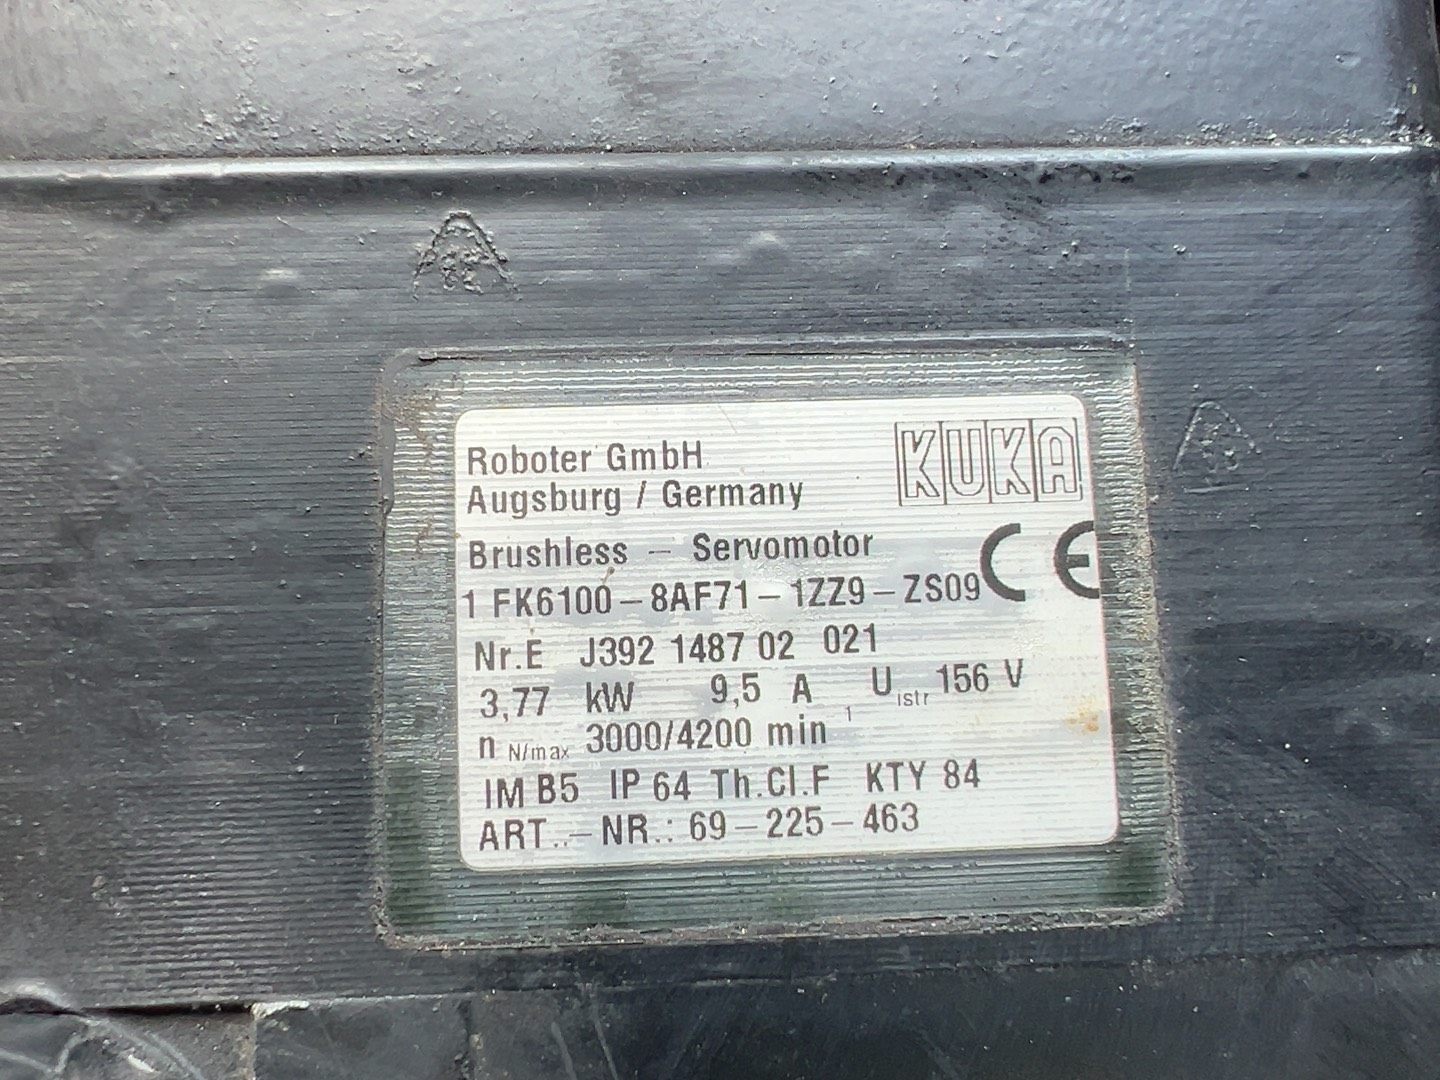 Roboter GmbH
Augsburg / Germany
KUKA
Brushless – Servomotor
CE
1 FK6100–8AF71–1ZZ9–ZS09
Nr.E J392 1487 02 021
3,77 kW 9,5 A Uistr 156 V
n N/max 3000/4200 min 1
IM B5 IP 64 Th.Cl.F KTY 84
ART..–NR.: 69–225–463